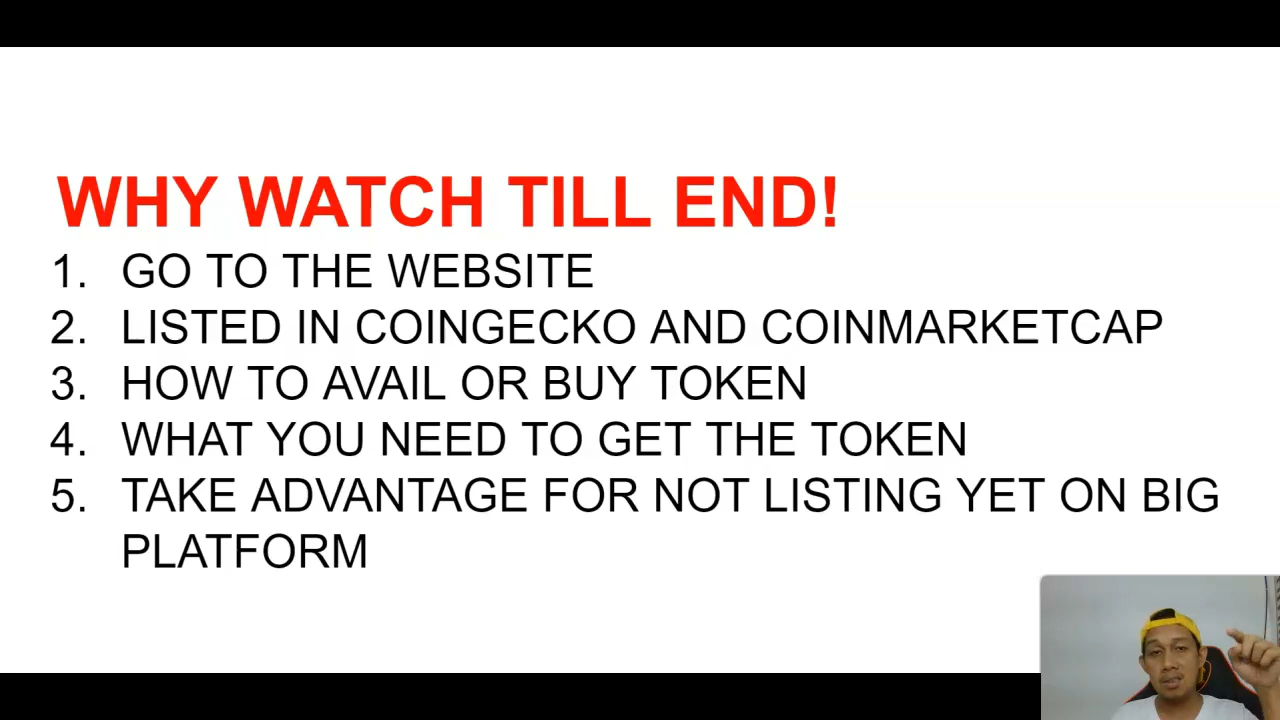 WHY WATCH TILL END!
1. GO TO THE WEBSITE
2. LISTED IN COINGECKO AND COINMARKETCAP
3. HOW TO AVAIL OR BUY TOKEN
4. WHAT YOU NEED TO GET THE TOKEN
5. TAKE ADVANTAGE FOR NOT LISTING YET ON BIG
PLATFORM